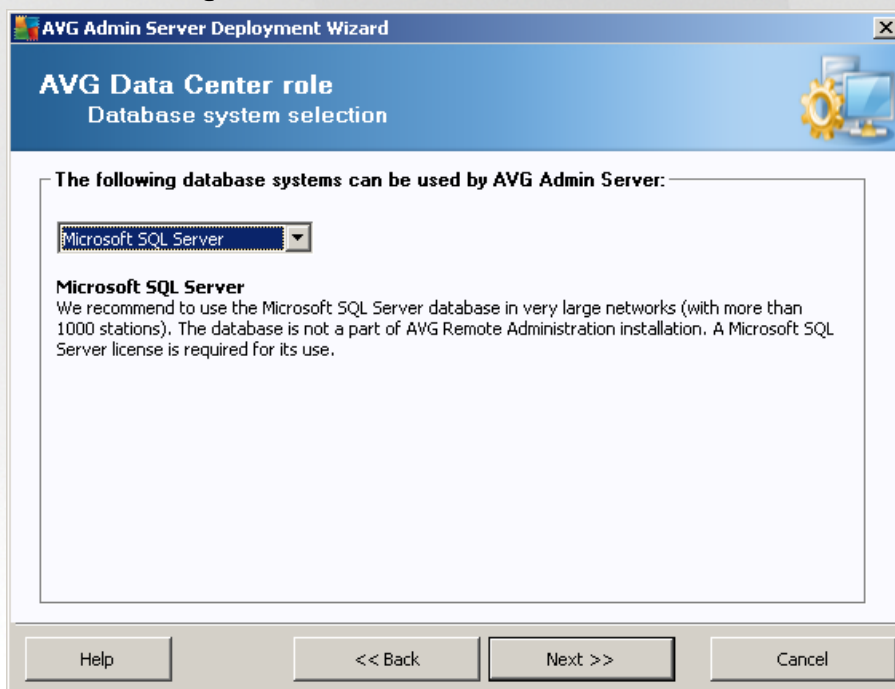 AVG Admin Server Deployment Wizard
AVG Data Center role
Database system selection
The following database systems can be used by AVG Admin Server:
Microsoft SQL Server
Microsoft SQL Server
We recommend to use the Microsoft SQL Server database in very large networks (with more than
1000 stations). The database is not a part of AVG Remote Administration installation. A Microsoft SQL
Server license is required for its use.
Help
<< Back
Next >>
Cancel